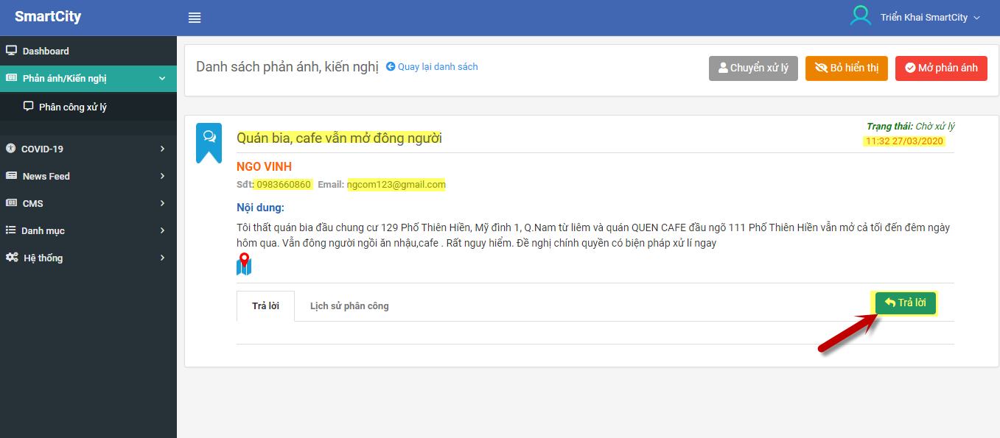 SmartCity
Triển Khai SmartCity
Dashboard
Phản ánh/Kiến nghị
Phân công xử lý
COVID-19
News Feed
CMS
Danh mục
Hệ thống
Danh sách phản ánh, kiến nghị Quay lại danh sách
Chuyển xử lý Bỏ hiển thị Mở phản ánh
Quán bia, cafe vẫn mở đông người
Trạng thái: Chờ xử lý
11:32 27/03/2020
NGO VINH
Sđt: 0983660860 Email: ngcom123@gmail.com
Nội dung:
Tôi thất quán bia đầu chung cư 129 Phố Thiên Hiền, Mỹ đình 1, Q.Nam từ liêm và quán QUEN CAFE đầu ngõ 111 Phố Thiên Hiền vẫn mở cả tối đến đêm ngày
hôm qua. Vẫn đông người ngồi ăn nhậu,cafe . Rất nguy hiểm. Đề nghị chính quyền có biện pháp xử lí ngay
Trả lời Lịch sử phân công Trả lời